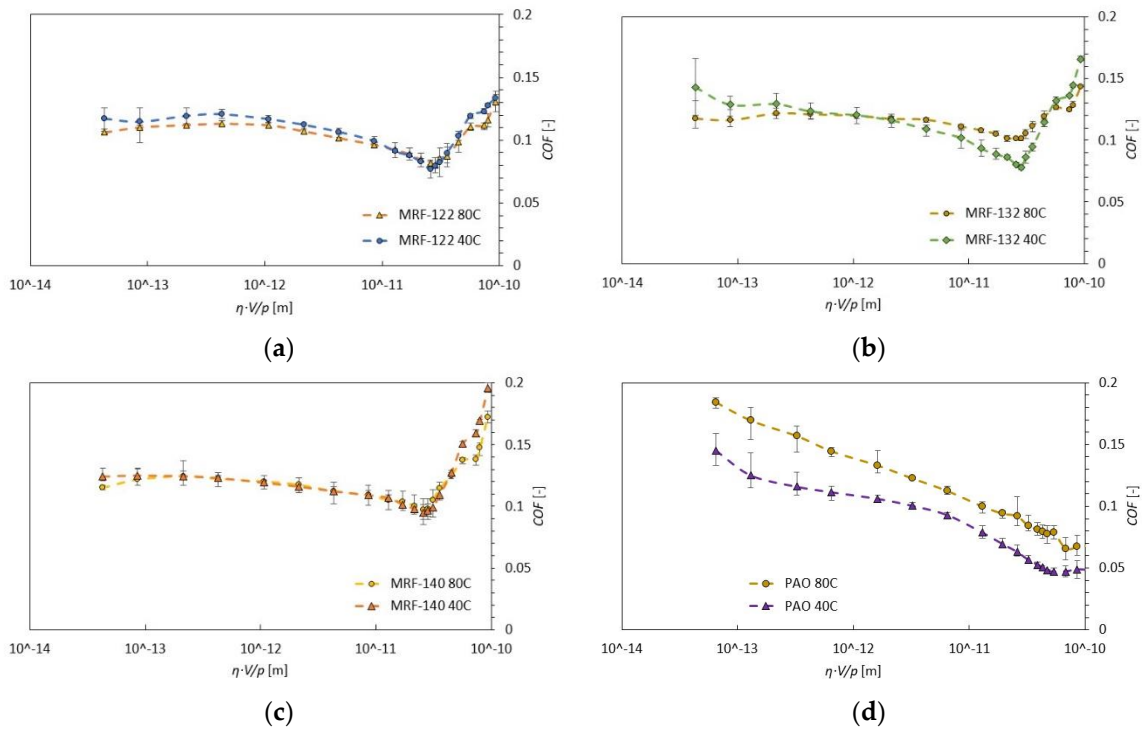 0.2
0.15
0.1
0.05
0
COF [-]
MRF-122 80C
MRF-122 40C
10^-14
10^-13
10^-12
10^-11
10^-10
η·V/p [m]
(a)
0.2
0.15
0.1
0.05
0
COF [-]
MRF-132 80C
MRF-132 40C
10^-14
10^-13
10^-12
10^-11
10^-10
η·V/p [m]
(b)
0.2
0.15
0.1
0.05
0
COF [-]
MRF-140 80C
MRF-140 40C
10^-14
10^-13
10^-12
10^-11
10^-10
η·V/p [m]
(c)
0.2
0.15
0.1
0.05
0
COF [-]
PAO 80C
PAO 40C
10^-14
10^-13
10^-12
10^-11
10^-10
η·V/p [m]
(d)